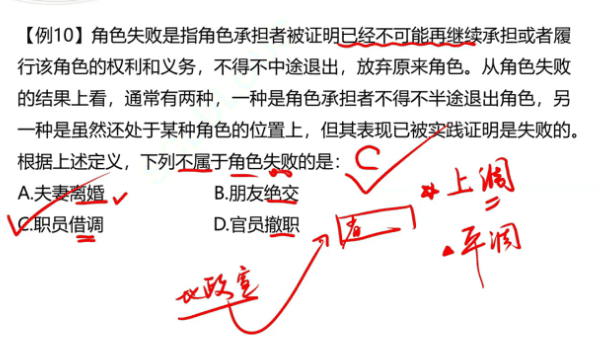 【例10】角色失败是指角色承担者被证明已经不可能再继续承担或者履
行该角色的权利和义务，不得不中途退出，放弃原来角色。从角色失败
的结果上看，通常有两种，一种是角色承担者不得不半途退出角色，另
一种是虽然还处于某种角色的位置上，但其表现已被实践证明是失败的。
根据上述定义，下列不属于角色失败的是：
C
A.夫妻离婚
B.朋友绝交
上调
C.职员借调
D.官员撤职
省
平调